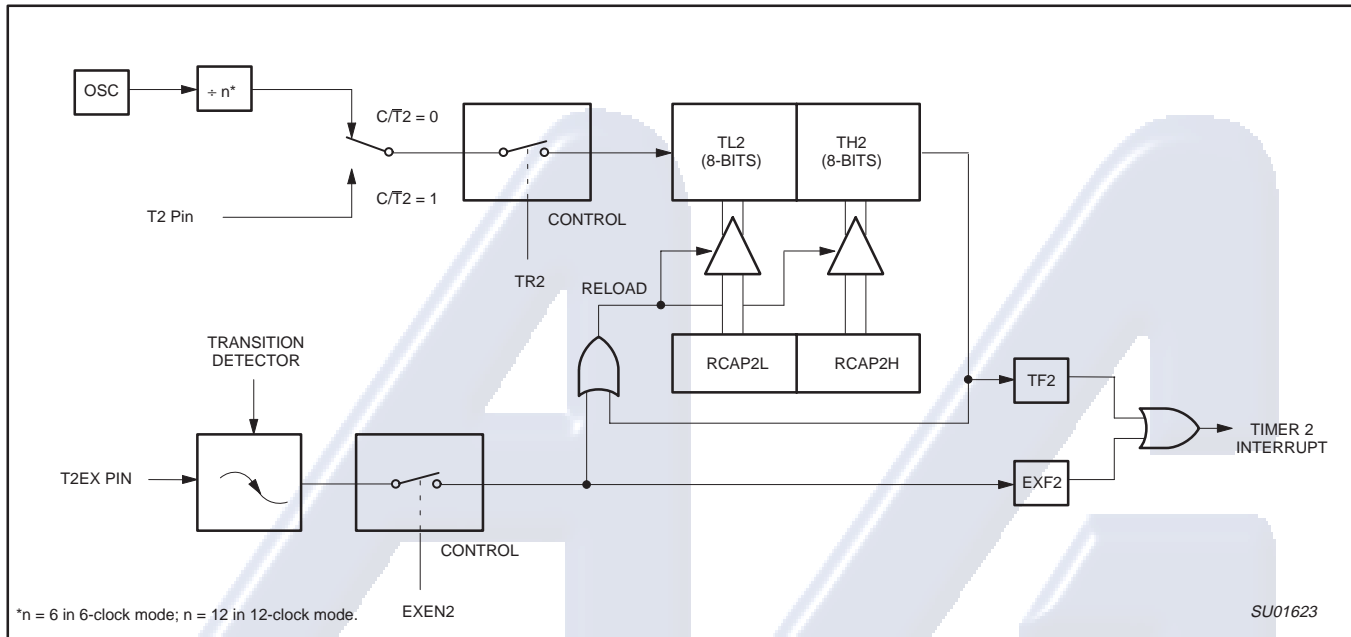 OSC
÷ n*
C/T̅2 = 0
TL2
(8-BITS)
TH2
(8-BITS)
C/T̅2 = 1
T2 Pin
CONTROL
TR2
RELOAD
TRANSITION
DETECTOR
RCAP2L
RCAP2H
TF2
TIMER 2
INTERRUPT
T2EX PIN
EXF2
CONTROL
EXEN2
*n = 6 in 6-clock mode; n = 12 in 12-clock mode.
SU01623